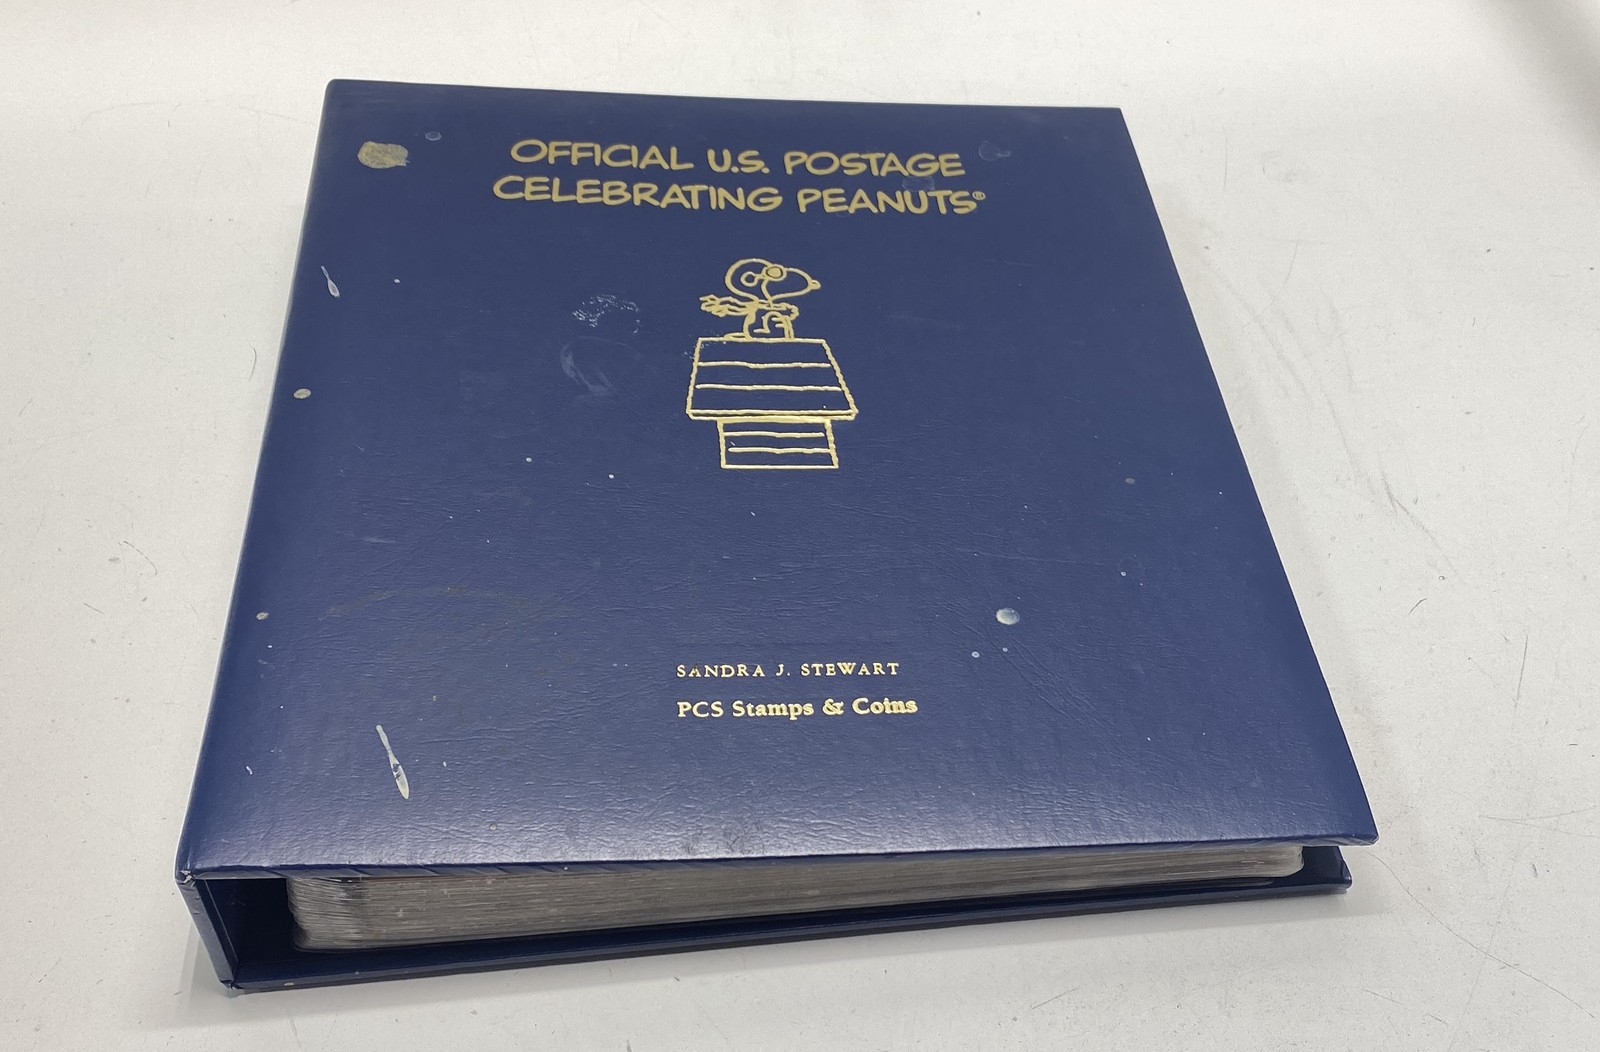 OFFICIAL U.S. POSTAGE
CELEBRATING PEANUTS®
SANDRA J. STEWART
PCS Stamps & Coins